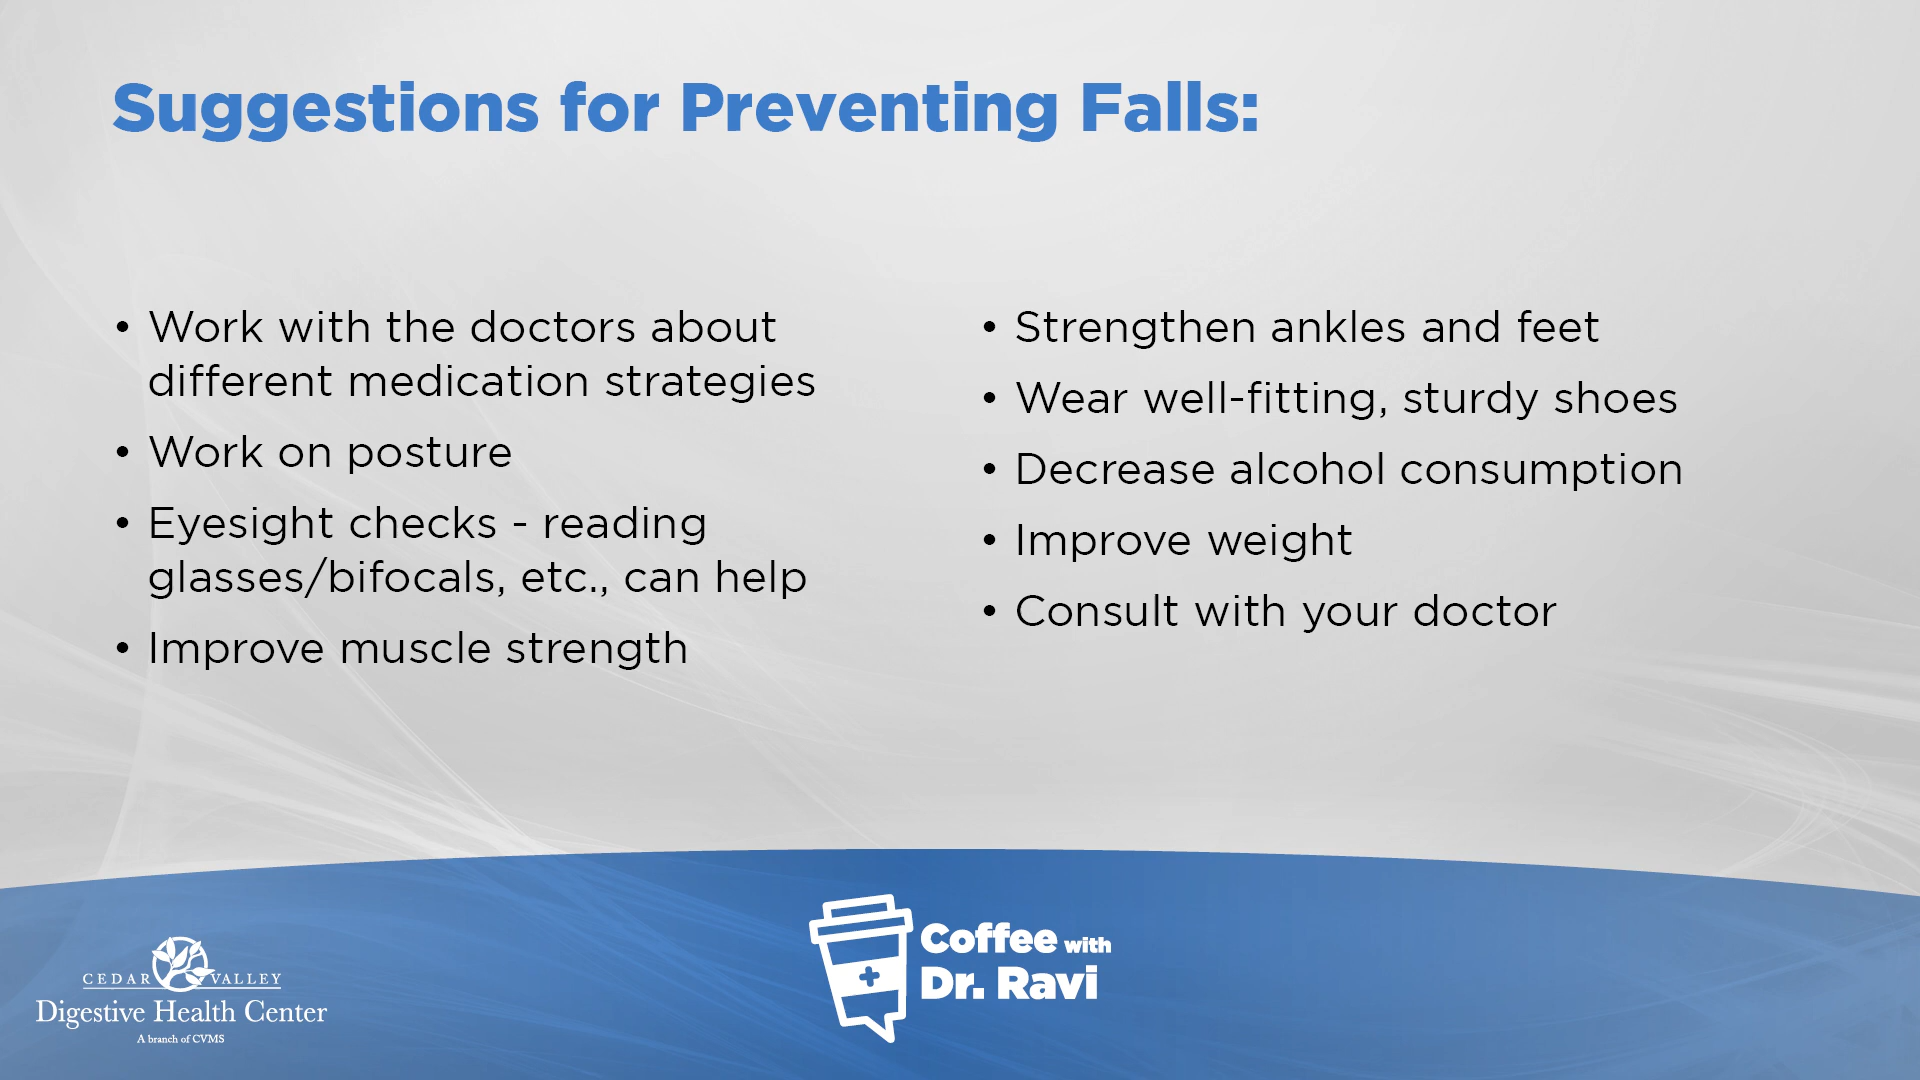 Suggestions for Preventing Falls:
• Work with the doctors about
different medication strategies
• Work on posture
• Eyesight checks - reading
glasses/bifocals, etc., can help
• Improve muscle strength
• Strengthen ankles and feet
• Wear well-fitting, sturdy shoes
• Decrease alcohol consumption
• Improve weight
• Consult with your doctor
CEDAR VALLEY
Digestive Health Center
A branch of CVMS
Coffee with
Dr. Ravi